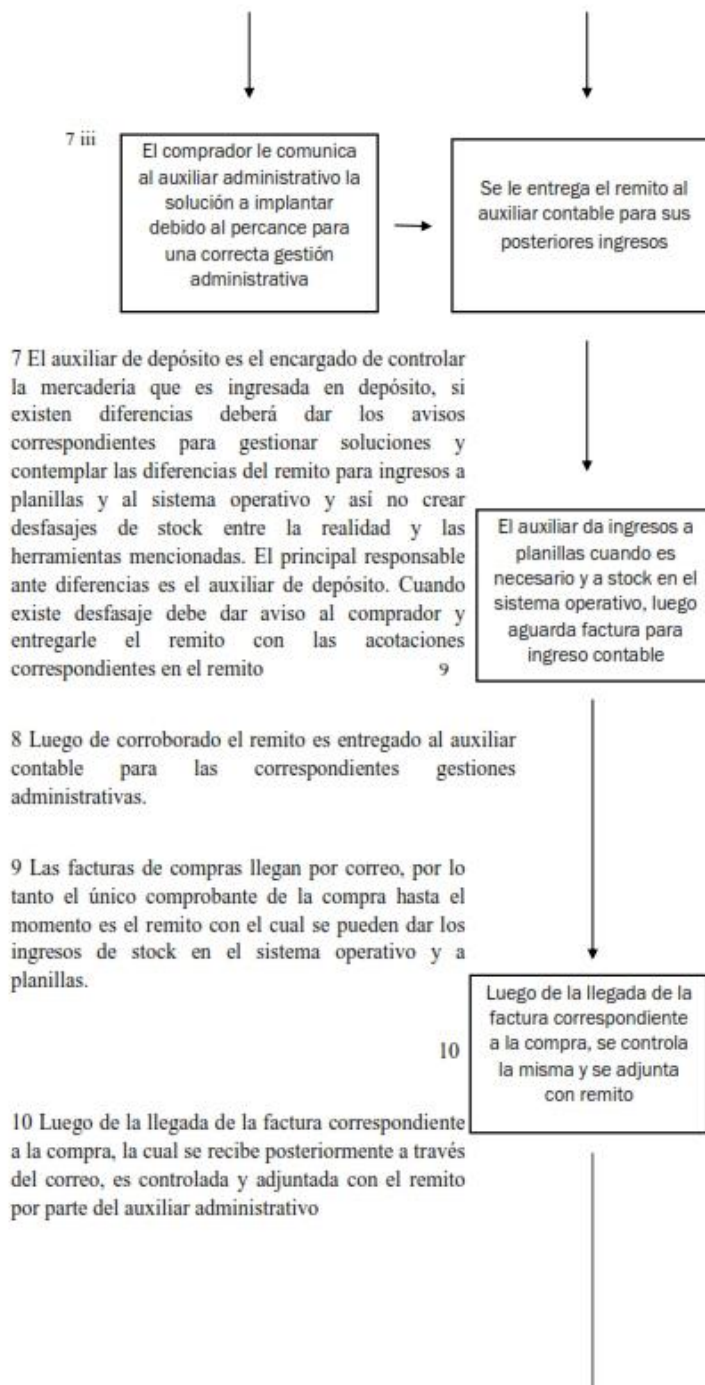 7 iii
El comprador le comunica
al auxiliar administrativo la
solución a implantar
debido al percance para
una correcta gestión
administrativa
Se le entrega el remito al
auxiliar contable para sus
posteriores ingresos
7 El auxiliar de depósito es el encargado de controlar
la mercadería que es ingresada en depósito, si
existen diferencias deberá dar los avisos
correspondientes para gestionar soluciones y
contemplar las diferencias del remito para ingresos a
planillas y al sistema operativo y así no crear
desfasajes de stock entre la realidad y las
herramientas mencionadas. El principal responsable
ante diferencias es el auxiliar de depósito. Cuando
existe desfasaje debe dar aviso al comprador y
entregarle el remito con las acotaciones
correspondientes en el remito
9
El auxiliar da ingresos a
planillas cuando es
necesario y a stock en el
sistema operativo, luego
aguarda factura para
ingreso contable
8 Luego de corroborado el remito es entregado al auxiliar
contable para las correspondientes gestiones
administrativas.
9 Las facturas de compras llegan por correo, por lo
tanto el único comprobante de la compra hasta el
momento es el remito con el cual se pueden dar los
ingresos de stock en el sistema operativo y a
planillas.
10
Luego de la llegada de la
factura correspondiente
a la compra, se controla
la misma y se adjunta
con remito
10 Luego de la llegada de la factura correspondiente
a la compra, la cual se recibe posteriormente a través
del correo, es controlada y adjuntada con el remito
por parte del auxiliar administrativo